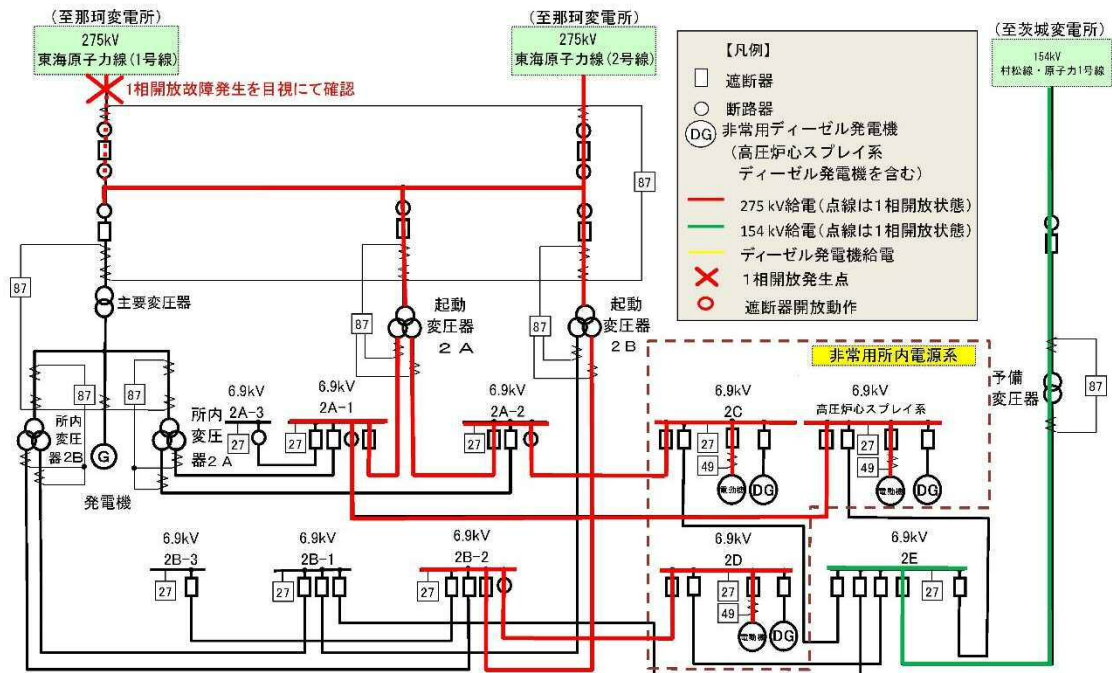 (至那珂変電所)
275kV
東海原子力線(1号線)
(至那珂変電所)
275kV
東海原子力線(2号線)
(至茨城変電所)
154kV
村松線・原子力1号線
1相開放故障発生を目視にて確認
【凡例】
遮断器
断路器
DG
非常用ディーゼル発電機
(高圧炉心スプレイ系
ディーゼル発電機を含む)
275 kV給電(点線は1相開放状態)
154 kV給電(点線は1相開放状態)
ディーゼル発電機給電
1相開放発生点
遮断器開放動作
87
87
主要変圧器
87
起動
変圧器
2A
87
起動
変圧器
2B
非常用所内電源系
予備
変圧器
87
87
所内
変圧
器2B
G
発電機
87
所内
変圧
器2A
6.9kV
2A-3
27
6.9kV
2A-1
27
6.9kV
2A-2
27
6.9kV
2C
27
49
電動機
DG
6.9kV
高圧炉心スプレイ系
27
49
電動機
DG
6.9kV
2B-3
27
6.9kV
2B-1
27
6.9kV
2B-2
27
6.9kV
2D
27
49
電動機
DG
6.9kV
2E
27